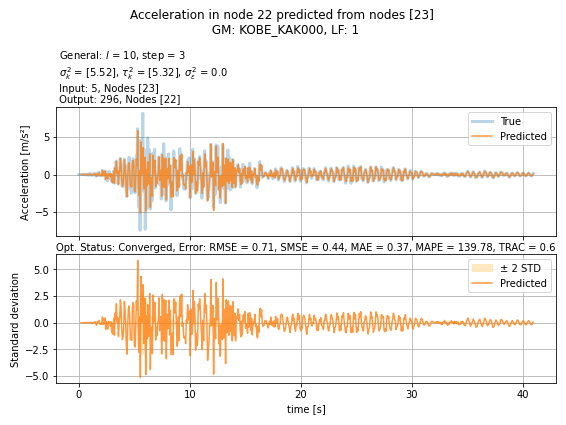 Acceleration in node 22 predicted from nodes [23]
GM: KOBE_KAK000, LF: 1
General: l = 10, step = 3
σ_k² = [5.52], τ_k² = [5.32], σ_ε² = 0.0
Input: 5, Nodes [23]
Output: 296, Nodes [22]
Acceleration [m/s²]
5
0
−5
True
Predicted
Opt. Status: Converged, Error: RMSE = 0.71, SMSE = 0.44, MAE = 0.37, MAPE = 139.78, TRAC = 0.6
Standard deviation
5.0
2.5
0.0
−2.5
−5.0
± 2 STD
Predicted
0 10 20 30 40
time [s]